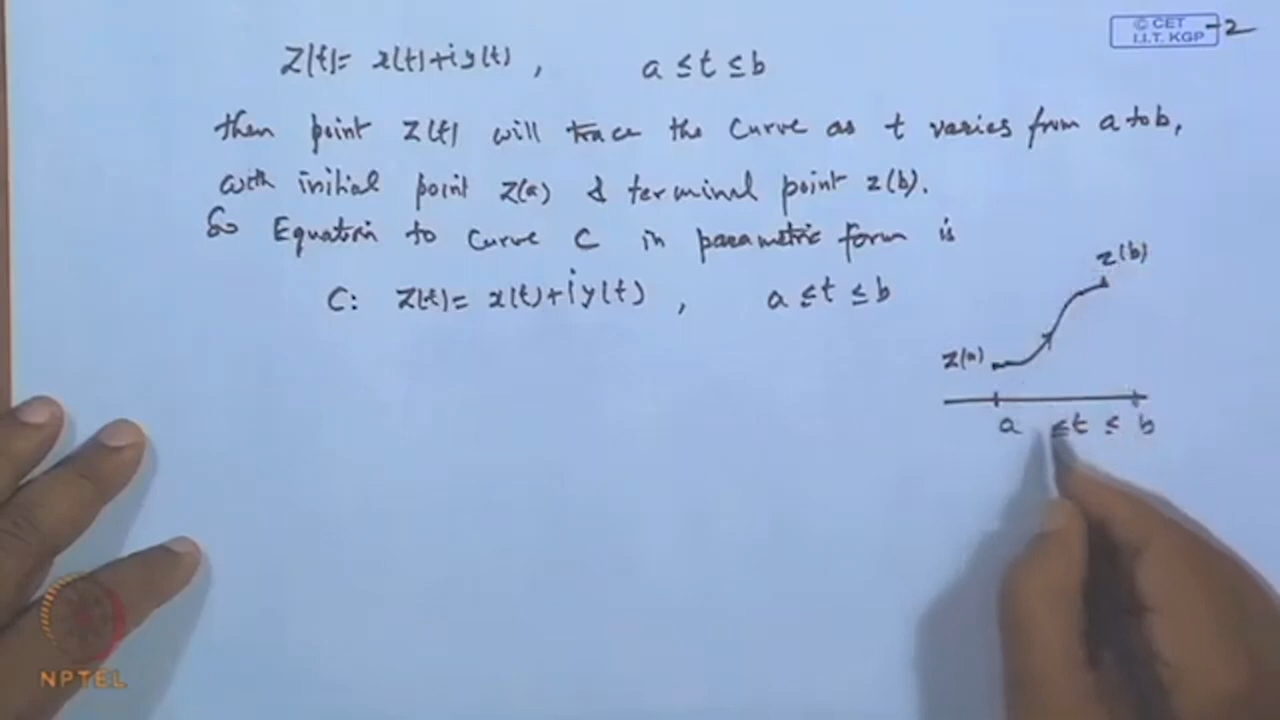 © CET
I.I.T. KGP
-2
Z(t)= x(t)+iy(t) , a ≤ t ≤ b
then point Z(t) will trace the Curve as t varies from a to b,
with initial point Z(a) & terminal point z(b).
So Equation to Curve C in parametric form is
C: Z(t)= x(t)+iy(t) , a ≤ t ≤ b
z(b)
Z(a)
a ≤ t ≤ b
NPTEL